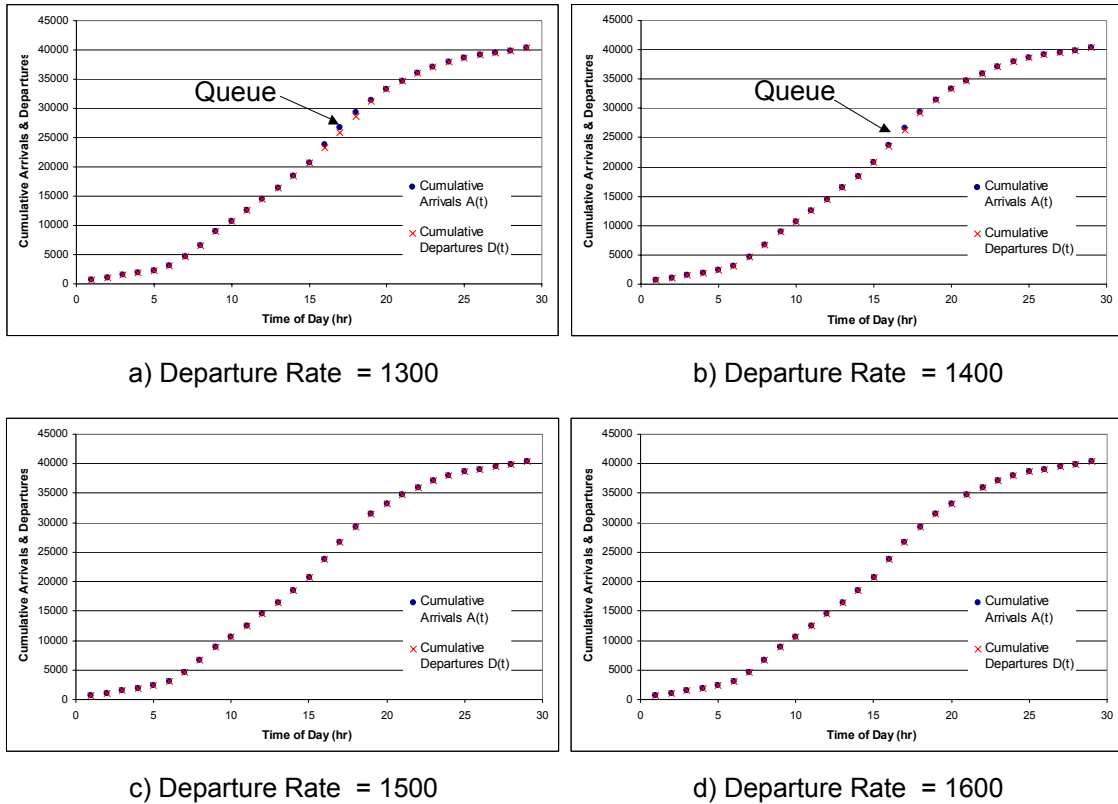 45000
40000
35000
30000
25000
20000
15000
10000
5000
0
Cumulative Arrivals & Departures
Queue
Cumulative
Arrivals A(t)
Cumulative
Departures D(t)
0 5 10 15 20 25 30
Time of Day (hr)
a) Departure Rate = 1300
45000
40000
35000
30000
25000
20000
15000
10000
5000
0
Cumulative Arrivals & Departures
Queue
Cumulative
Arrivals A(t)
Cumulative
Departures D(t)
0 5 10 15 20 25 30
Time of Day (hr)
b) Departure Rate = 1400
45000
40000
35000
30000
25000
20000
15000
10000
5000
0
Cumulative Arrivals & Departures
Cumulative
Arrivals A(t)
Cumulative
Departures D(t)
0 5 10 15 20 25 30
Time of Day (hr)
c) Departure Rate = 1500
45000
40000
35000
30000
25000
20000
15000
10000
5000
0
Cumulative Arrivals & Departures
Cumulative
Arrivals A(t)
Cumulative
Departures D(t)
0 5 10 15 20 25 30
Time of Day (hr)
d) Departure Rate = 1600